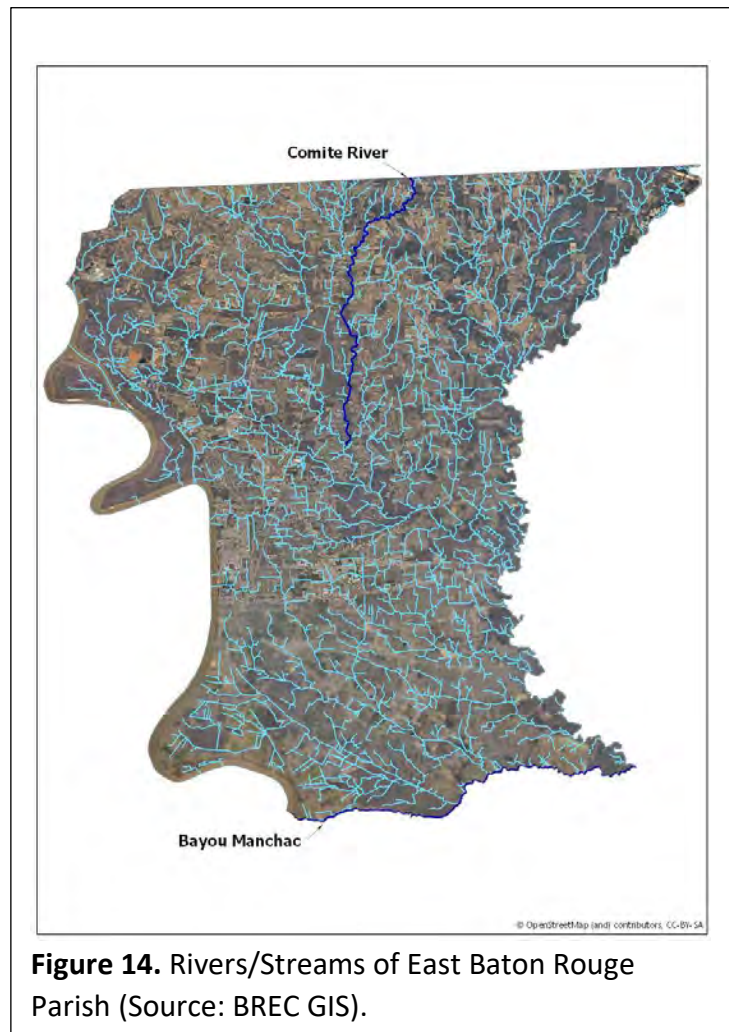 Comite River
Bayou Manchac
© OpenStreetMap (and) contributors, CC-BY-SA
Figure 14. Rivers/Streams of East Baton Rouge
Parish (Source: BREC GIS).